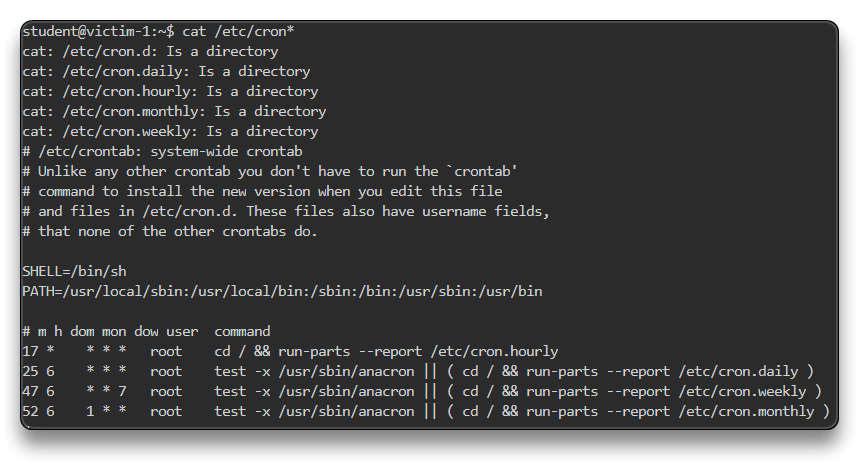 student@victim-1:~$ cat /etc/cron*
cat: /etc/cron.d: Is a directory
cat: /etc/cron.daily: Is a directory
cat: /etc/cron.hourly: Is a directory
cat: /etc/cron.monthly: Is a directory
cat: /etc/cron.weekly: Is a directory
# /etc/crontab: system-wide crontab
# Unlike any other crontab you don't have to run the `crontab'
# command to install the new version when you edit this file
# and files in /etc/cron.d. These files also have username fields,
# that none of the other crontabs do.

SHELL=/bin/sh
PATH=/usr/local/sbin:/usr/local/bin:/sbin:/bin:/usr/sbin:/usr/bin

# m h dom mon dow user  command
17 *    * * *   root    cd / && run-parts --report /etc/cron.hourly
25 6    * * *   root    test -x /usr/sbin/anacron || ( cd / && run-parts --report /etc/cron.daily )
47 6    * * 7   root    test -x /usr/sbin/anacron || ( cd / && run-parts --report /etc/cron.weekly )
52 6    1 * *   root    test -x /usr/sbin/anacron || ( cd / && run-parts --report /etc/cron.monthly )